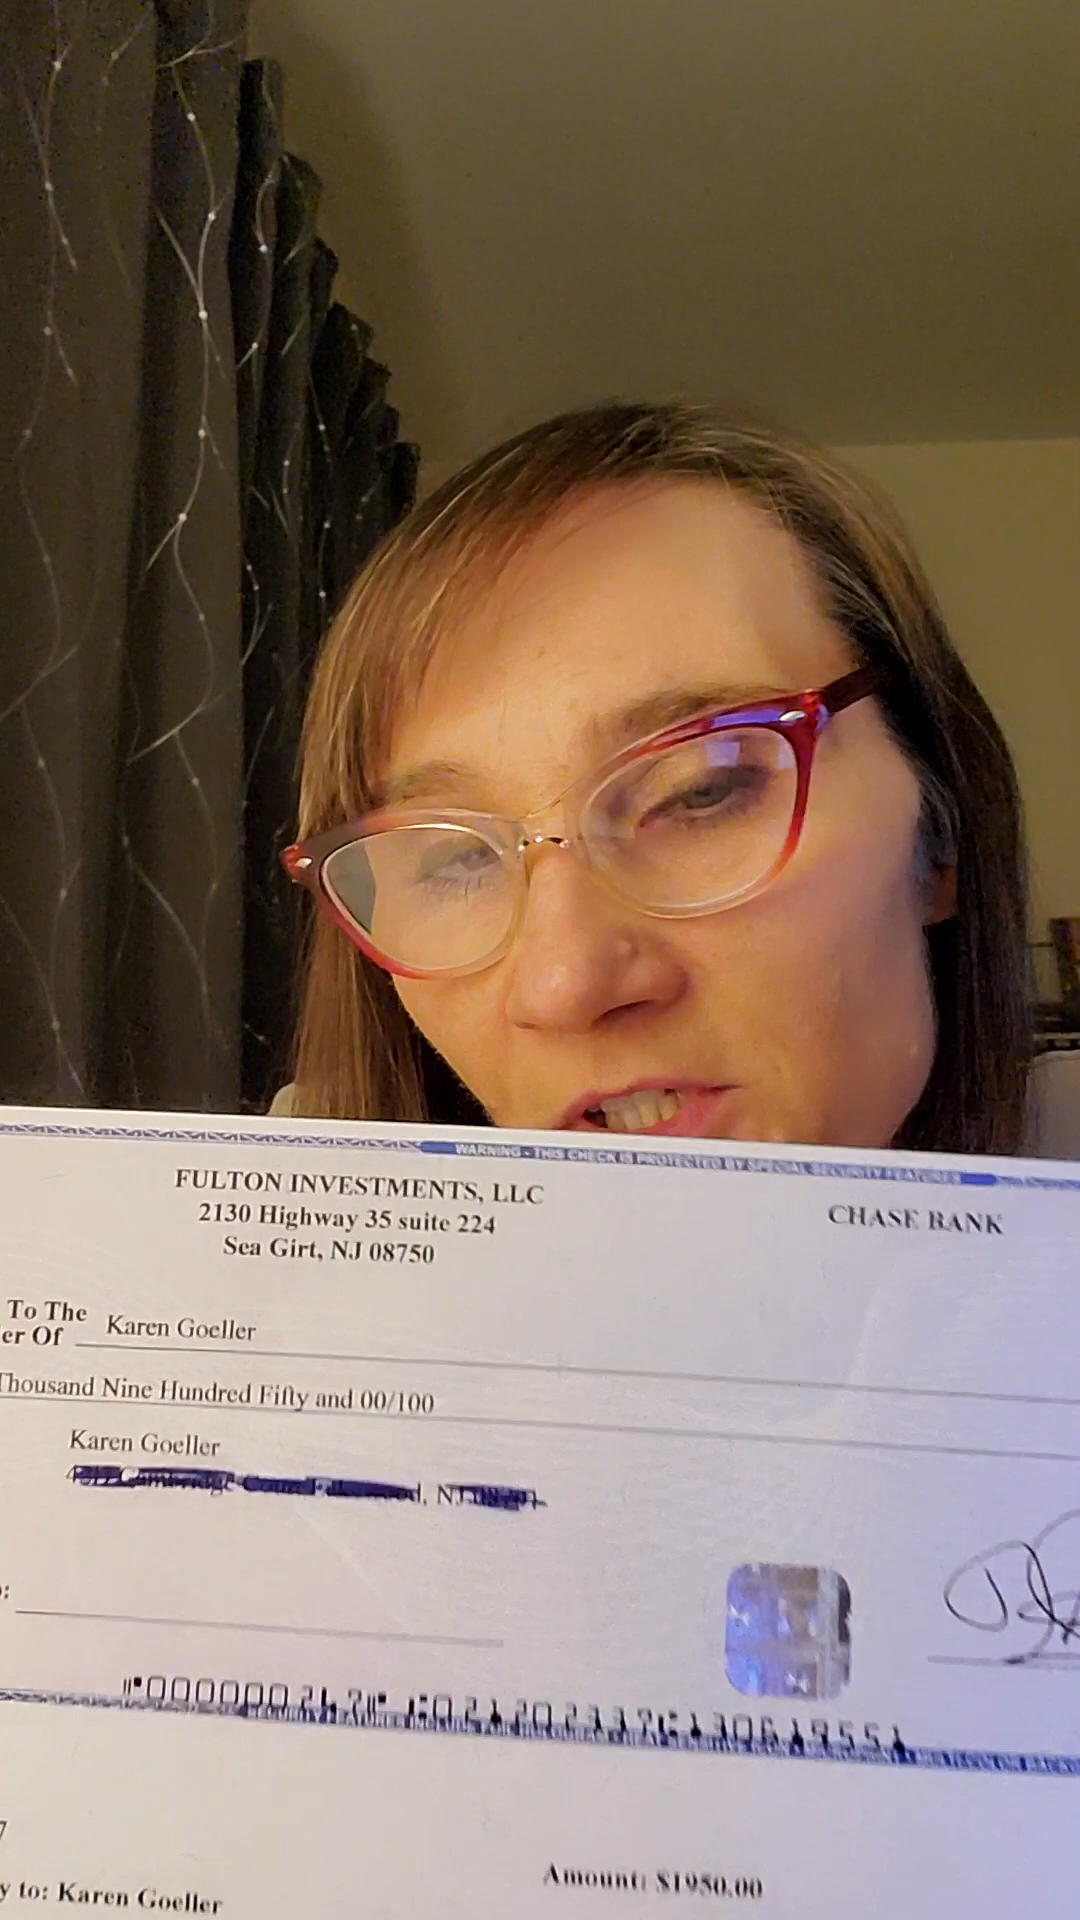 WARNING - THIS CHECK IS PROTECTED BY SPECIAL SECURITY FEATURES
FULTON INVESTMENTS, LLC
2130 Highway 35 suite 224
Sea Girt, NJ 08750
CHASE BANK
To The
er Of
Karen Goeller
Thousand Nine Hundred Fifty and 00/100
Karen Goeller
, NJ
Amount: $1950.00
y to: Karen Goeller